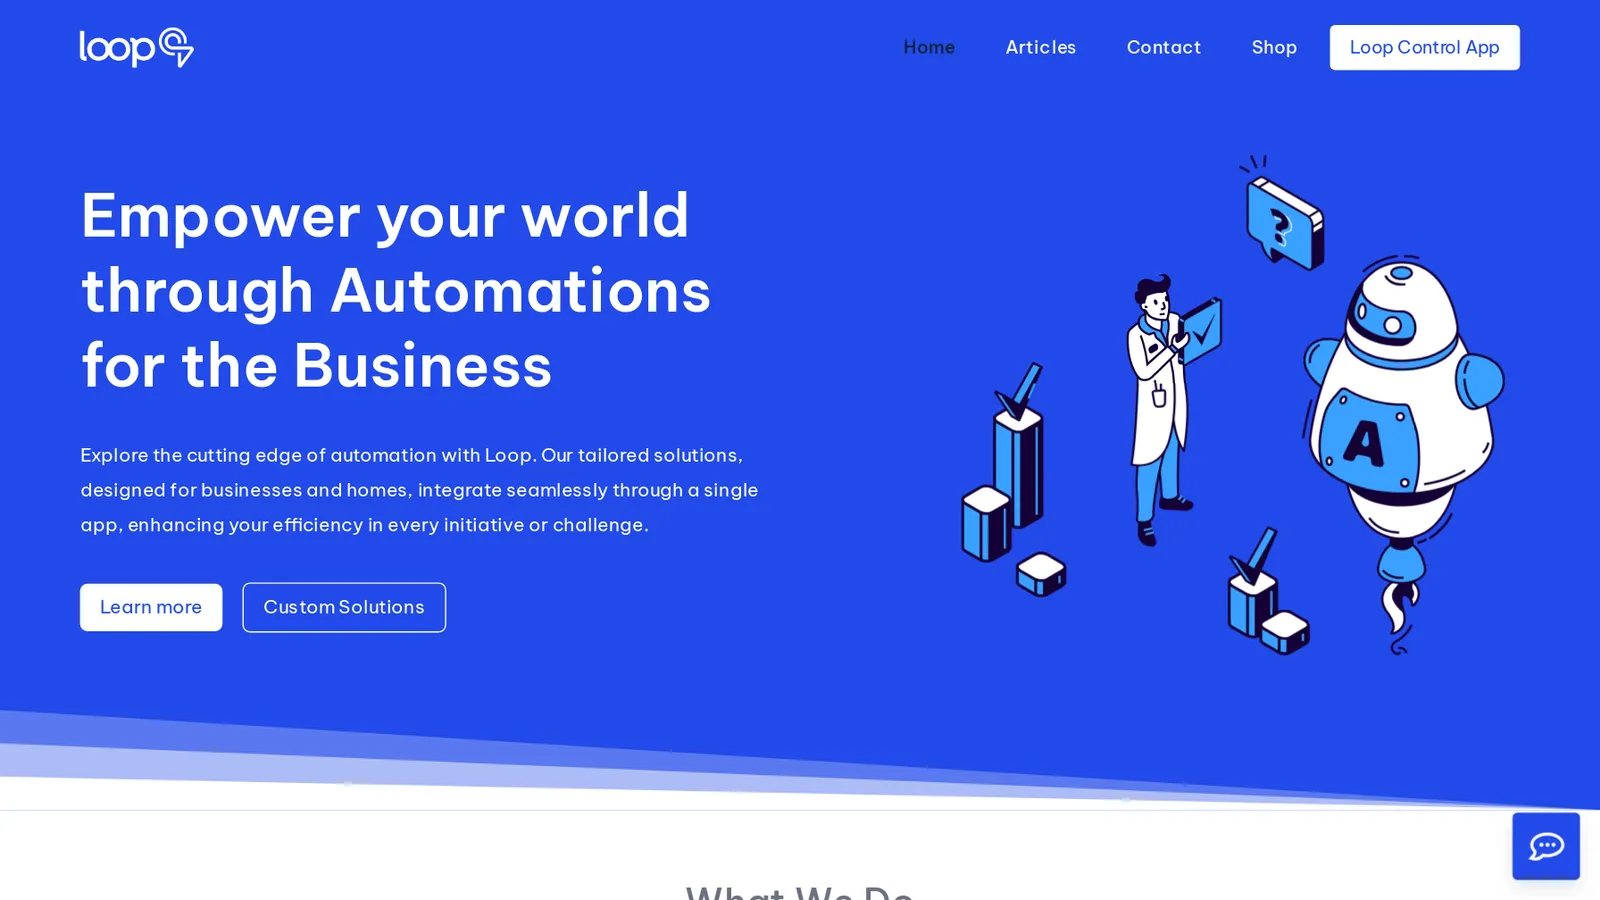 loop
Home
Articles
Contact
Shop
Loop Control App
Empower your world
through Automations
for the Business
Explore the cutting edge of automation with Loop. Our tailored solutions,
designed for businesses and homes, integrate seamlessly through a single
app, enhancing your efficiency in every initiative or challenge.
Learn more
Custom Solutions
?
A
What We Do